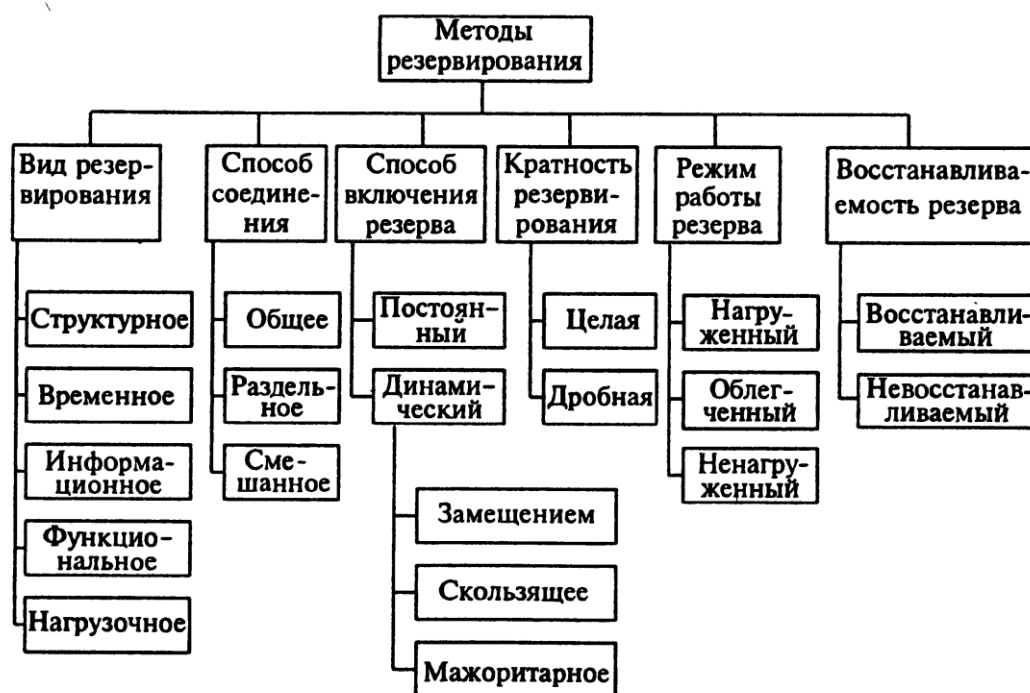 Методы
резервирования
Вид резер-
вирования
Способ
соедине-
ния
Способ
включения
резерва
Кратность
резерви-
рования
Режим
работы
резерва
Восстанавлива-
емость резерва
Структурное
Временное
Информа-
ционное
Функцио-
нальное
Нагрузочное
Общее
Раздель-
ное
Сме-
шанное
Постоян-
ный
Динами-
ческий
Замещением
Скользящее
Мажоритарное
Целая
Дробная
Нагру-
женный
Облег-
ченный
Ненагру-
женный
Восстанавли-
ваемый
Невосстанав-
ливаемый